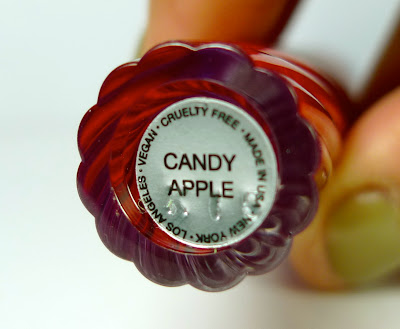 CANDY
APPLE
VEGAN • CRUELTY FREE • MADE IN USA • NEW YORK • LOS ANGELES •